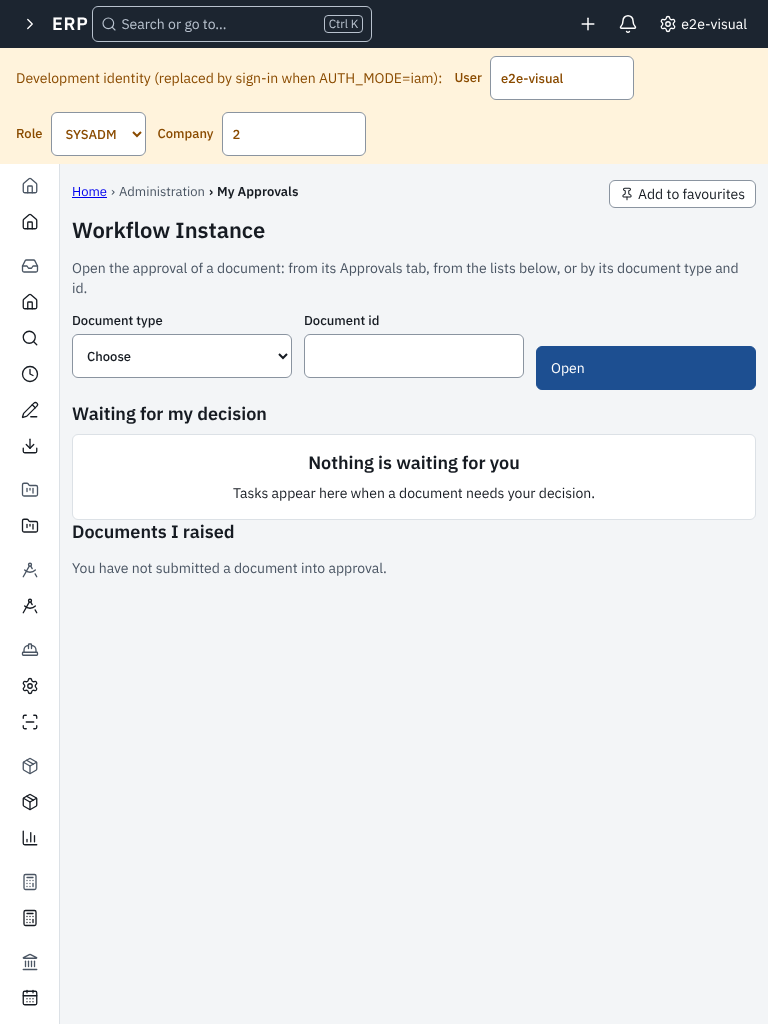 ERP
Search or go to...
Ctrl K
e2e-visual
Development identity (replaced by sign-in when AUTH_MODE=iam):
User
e2e-visual
Role
SYSADM
Company
2
Home › Administration › My Approvals
Add to favourites
Workflow Instance
Open the approval of a document: from its Approvals tab, from the lists below, or by its document type and
id.
Document type
Document id
Choose
Open
Waiting for my decision
Nothing is waiting for you
Tasks appear here when a document needs your decision.
Documents I raised
You have not submitted a document into approval.